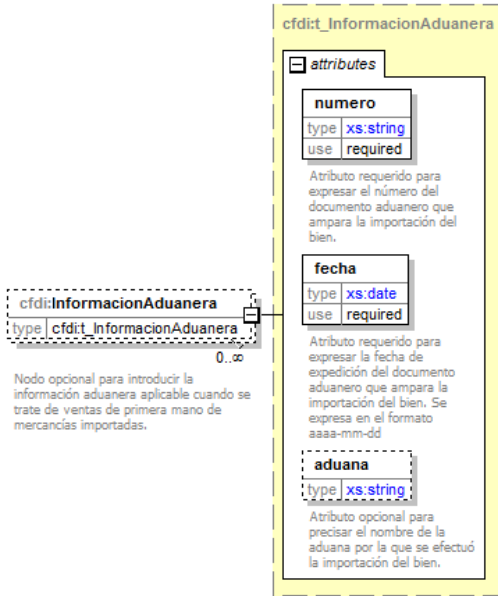 cfdi:t_InformacionAduanera
attributes
numero
type xs:string
use required
Atributo requerido para
expresar el número del
documento aduanero que
ampara la importación del
bien.
fecha
type xs:date
use required
Atributo requerido para
expresar la fecha de
expedición del documento
aduanero que ampara la
importación del bien. Se
expresa en el formato
aaaa-mm-dd
aduana
type xs:string
Atributo opcional para
precisar el nombre de la
aduana por la que se efectuó
la importación del bien.
cfdi:InformacionAduanera
type cfdi:t_InformacionAduanera
0..∞
Nodo opcional para introducir la
información aduanera aplicable cuando se
trate de ventas de primera mano de
mercancías importadas.